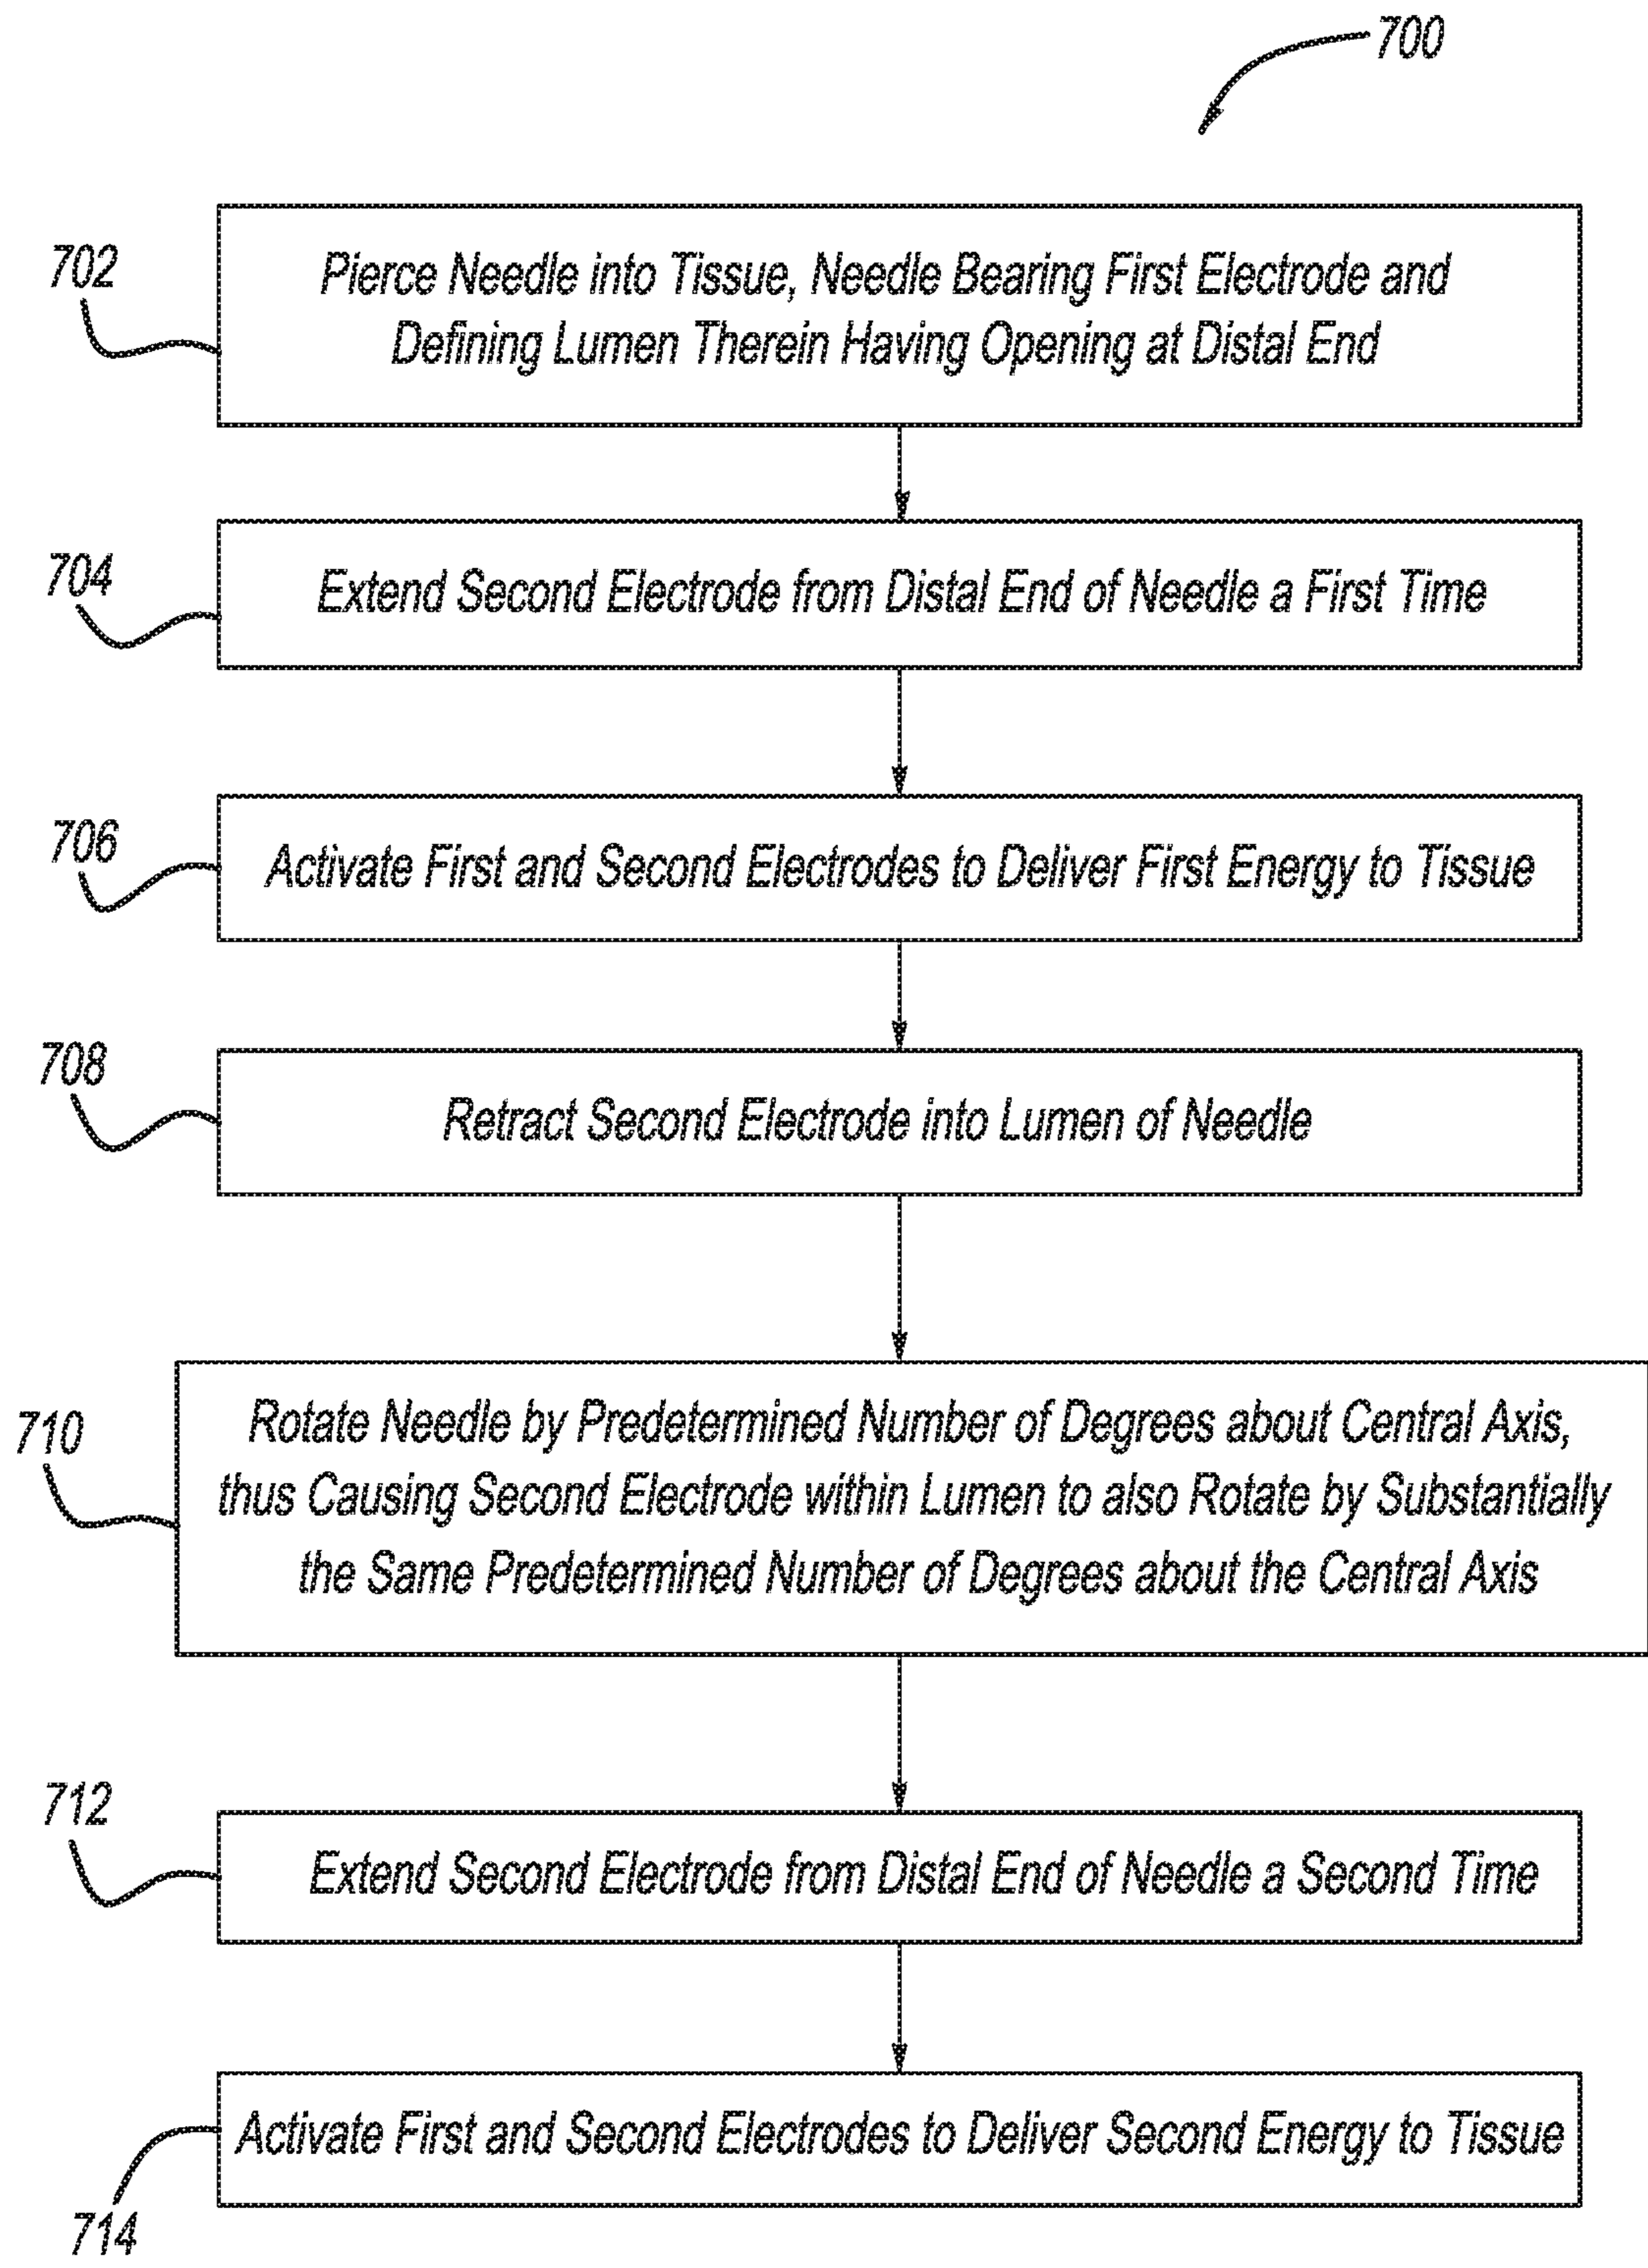 700
702
Pierce Needle into Tissue, Needle Bearing First Electrode and
Defining Lumen Therein Having Opening at Distal End
704
Extend Second Electrode from Distal End of Needle a First Time
706
Activate First and Second Electrodes to Deliver First Energy to Tissue
708
Retract Second Electrode into Lumen of Needle
710
Rotate Needle by Predetermined Number of Degrees about Central Axis,
thus Causing Second Electrode within Lumen to also Rotate by Substantially
the Same Predetermined Number of Degrees about the Central Axis
712
Extend Second Electrode from Distal End of Needle a Second Time
714
Activate First and Second Electrodes to Deliver Second Energy to Tissue